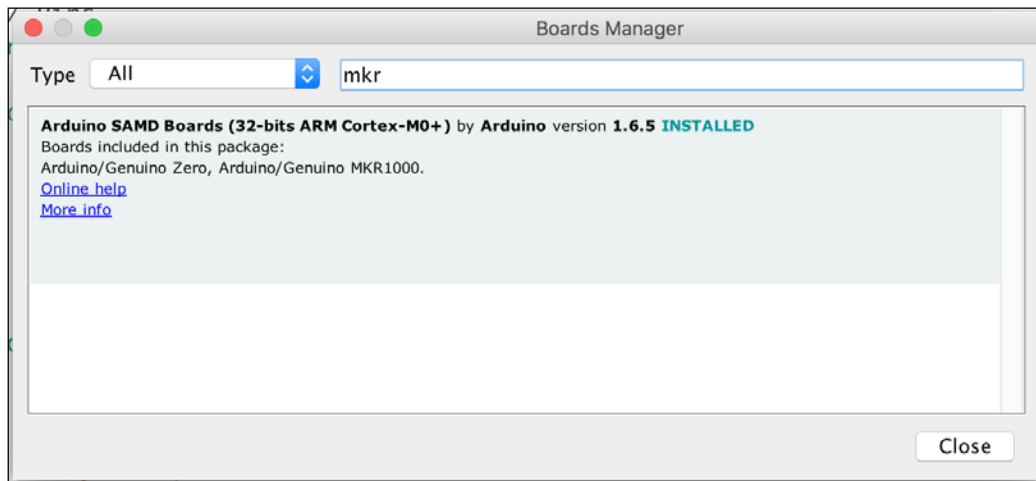 Boards Manager
Type All mkr
Arduino SAMD Boards (32-bits ARM Cortex-M0+) by Arduino version 1.6.5 INSTALLED
Boards included in this package:
Arduino/Genuino Zero, Arduino/Genuino MKR1000.
Online help
More info
Close